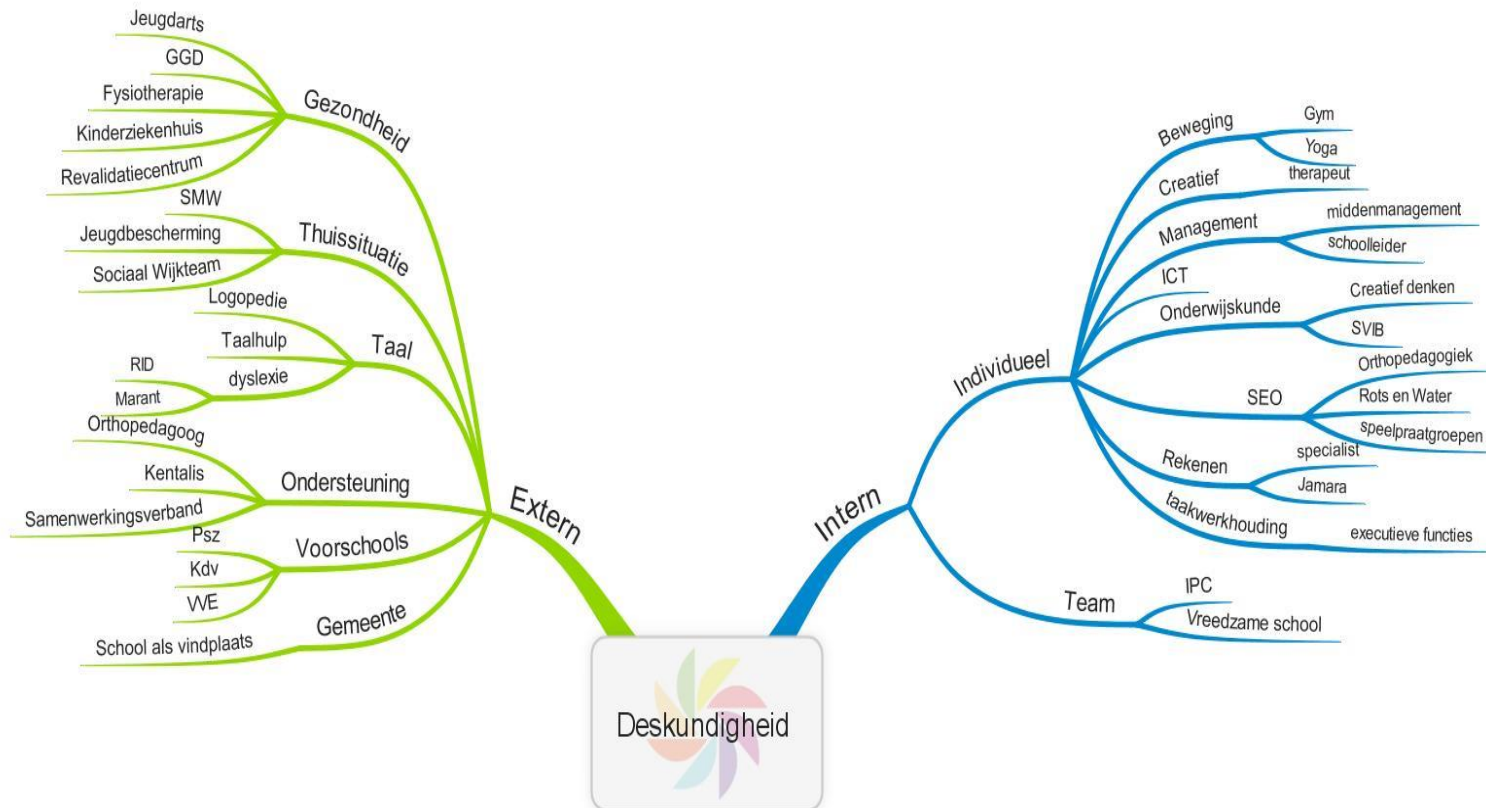 Deskundigheid
Extern
Gezondheid
Jeugdarts
GGD
Fysiotherapie
Kinderziekenhuis
Revalidatiecentrum
Thuissituatie
SMW
Jeugdbescherming
Sociaal Wijkteam
Taal
Logopedie
Taalhulp
dyslexie
RID
Marant
Ondersteuning
Orthopedagoog
Kentalis
Samenwerkingsverband
Voorschools
Psz
Kdv
VVE
Gemeente
School als vindplaats
Intern
Individueel
Beweging
Gym
Yoga
Creatief
therapeut
Management
middenmanagement
schoolleider
ICT
Onderwijskunde
Creatief denken
SVIB
SEO
Orthopedagogiek
Rots en Water
speelpraatgroepen
Rekenen
specialist
Jamara
taakwerkhouding
executieve functies
Team
IPC
Vreedzame school